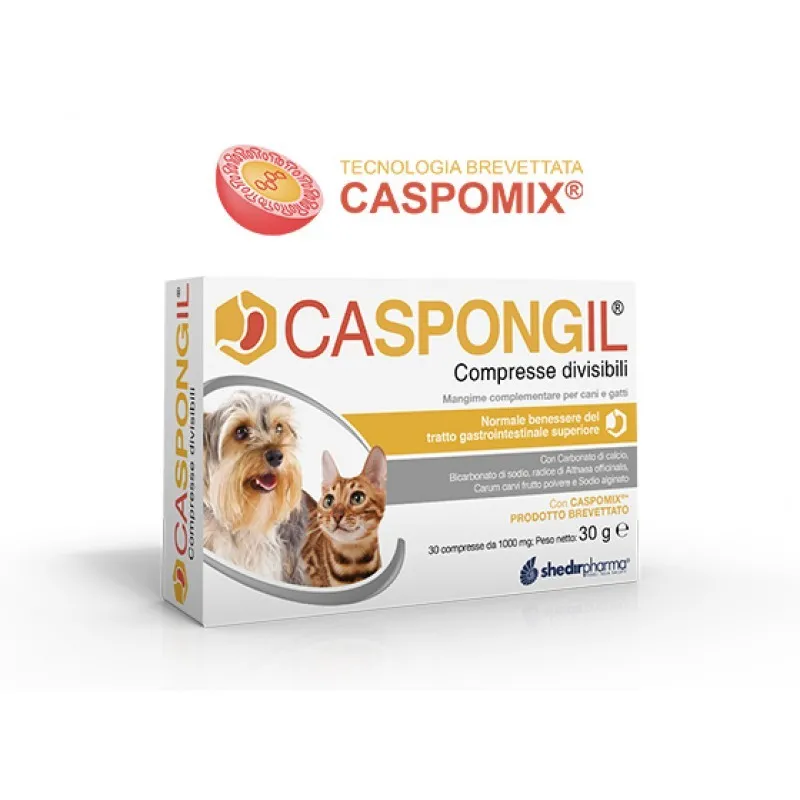 TECNOLOGIA BREVETTATA
CASPOMIX®
CASPONGIL®
Compresse divisibili
Mangime complementare per cani e gatti
Normale benessere del
tratto gastrointestinale superiore
Con Carbonato di calcio,
Bicarbonato di sodio, radice di Althaea officinalis,
Carum carvi frutto polvere e Sodio alginato
Con CASPOMIX®
PRODOTTO BREVETTATO
30 compresse da 1000 mg; Peso netto: 30 g ℮
shedirpharma®
CASPONGIL®
Compresse divisibili